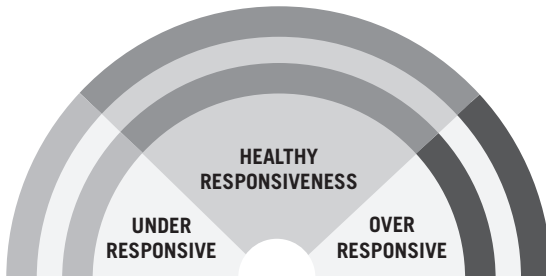 HEALTHY
RESPONSIVENESS
UNDER
RESPONSIVE
OVER
RESPONSIVE